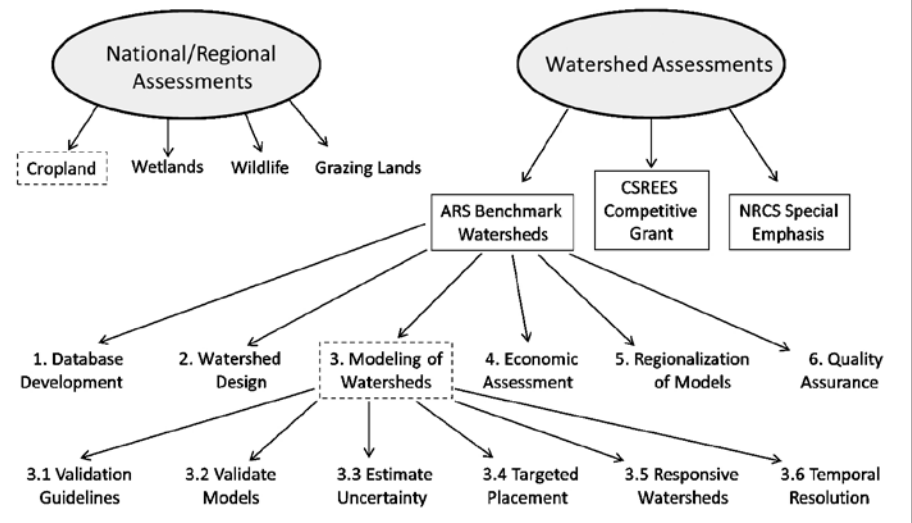 National/Regional
Assessments
Watershed Assessments
Cropland
Wetlands
Wildlife
Grazing Lands
ARS Benchmark
Watersheds
CSREES
Competitive
Grant
NRCS Special
Emphasis
1. Database
Development
2. Watershed
Design
3. Modeling of
Watersheds
4. Economic
Assessment
5. Regionalization
of Models
6. Quality
Assurance
3.1 Validation
Guidelines
3.2 Validate
Models
3.3 Estimate
Uncertainty
3.4 Targeted
Placement
3.5 Responsive
Watersheds
3.6 Temporal
Resolution